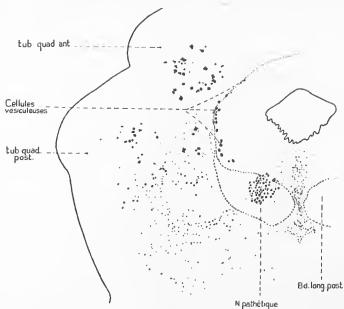 tub quad ant
Cellules
vésiculeuses
tub quad.
post.
Bd. long post
N pathétique